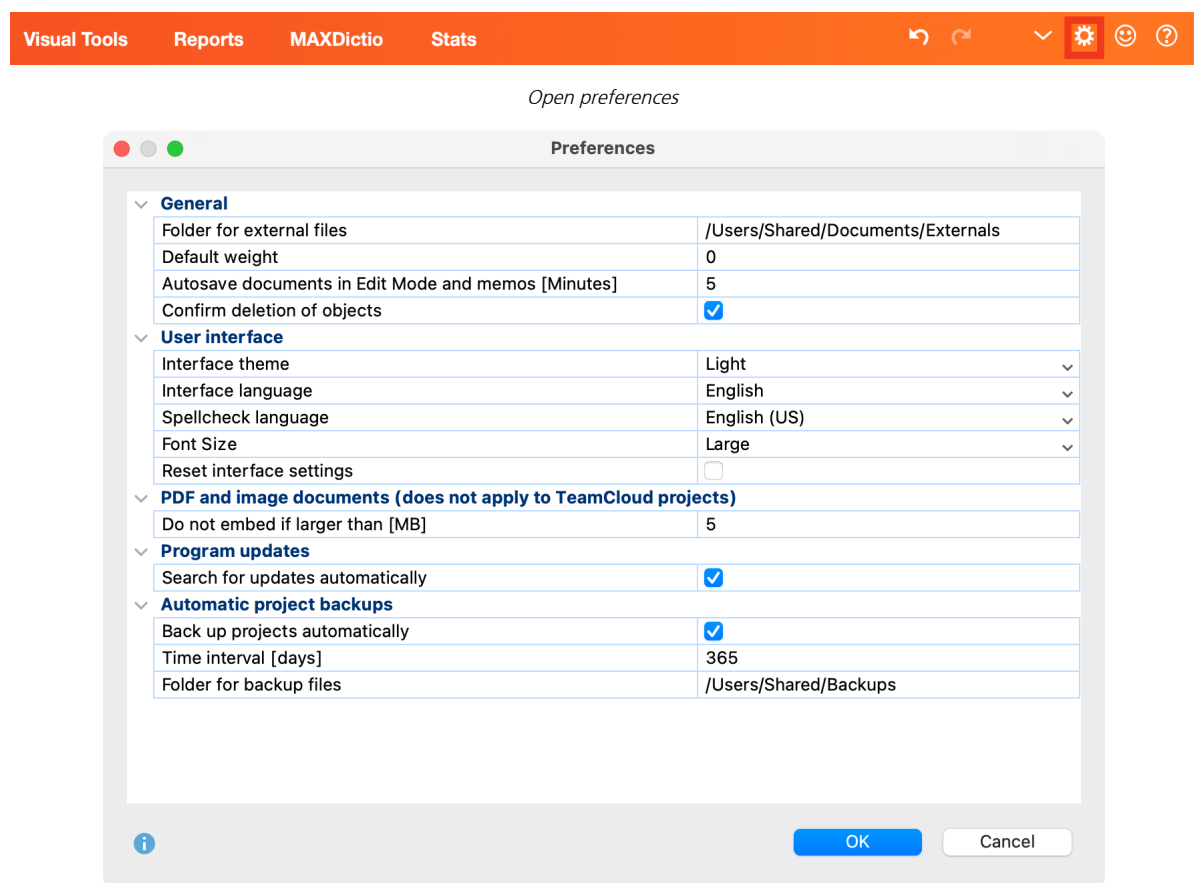 Visual Tools Reports MAXDictio Stats
Open preferences
Preferences
General
Folder for external files /Users/Shared/Documents/Externals
Default weight 0
Autosave documents in Edit Mode and memos [Minutes] 5
Confirm deletion of objects
User interface
Interface theme Light
Interface language English
Spellcheck language English (US)
Font Size Large
Reset interface settings
PDF and image documents (does not apply to TeamCloud projects)
Do not embed if larger than [MB] 5
Program updates
Search for updates automatically
Automatic project backups
Back up projects automatically
Time interval [days] 365
Folder for backup files /Users/Shared/Backups
OK Cancel